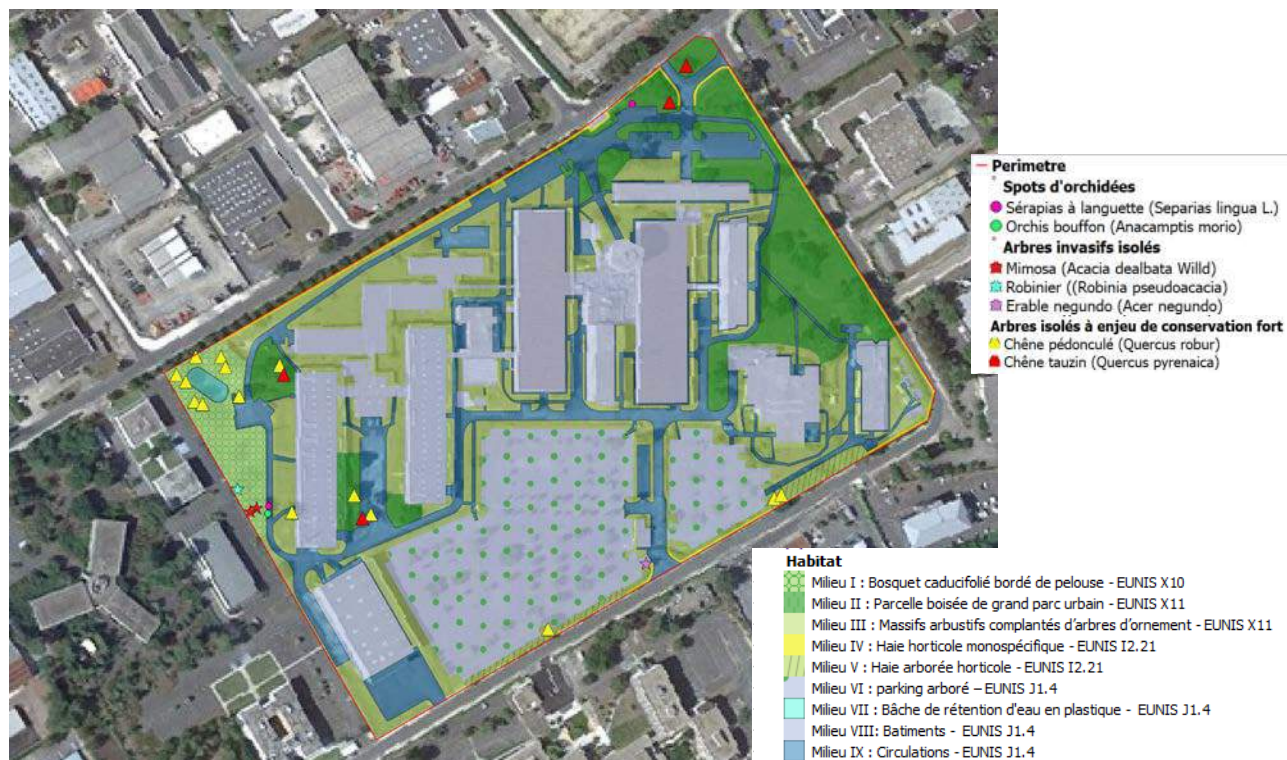 Perimetre
Spots d'orchidées
Sérapias à languette (Separias lingua L.)
Orchis bouffon (Anacamptis morio)
Arbres invasifs isolés
Mimosa (Acacia dealbata Willd)
Robinier ((Robinia pseudoacacia)
Erable negundo (Acer negundo)
Arbres isolés à enjeu de conservation fort
Chêne pédonculé (Quercus robur)
Chêne tauzin (Quercus pyrenaica)
Habitat
Milieu I : Bosquet caducifolié bordé de pelouse - EUNIS X10
Milieu II : Parcelle boisée de grand parc urbain - EUNIS X11
Milieu III : Massifs arbustifs complantés d'arbres d'ornement - EUNIS X11
Milieu IV : Haie horticole monospécifique - EUNIS I2.21
Milieu V : Haie arborée horticole - EUNIS I2.21
Milieu VI : parking arboré – EUNIS J1.4
Milieu VII : Bâche de rétention d'eau en plastique - EUNIS J1.4
Milieu VIII: Batiments - EUNIS J1.4
Milieu IX : Circulations - EUNIS J1.4